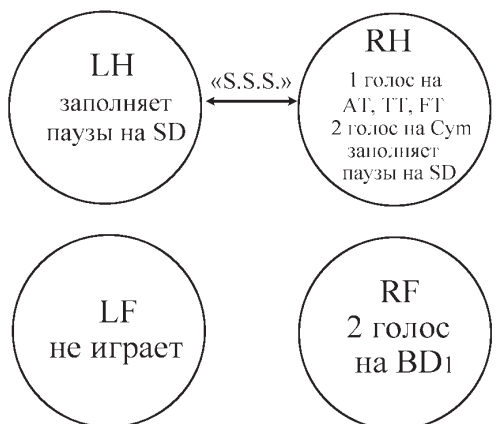 LH
заполняет
паузы на SD
«S.S.S.»
RH
1 голос на
AT, TT, FT
2 голос на Cym
заполняет
паузы на SD
LF
не играет
RF
2 голос
на BD1